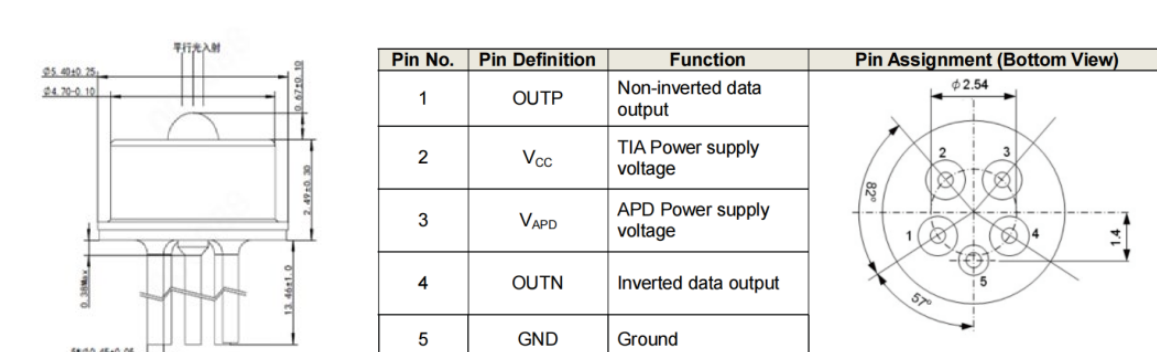 平行光入射
Ø5.40±0.25
Ø4.70-0.10
0.67±0.10
2.49±0.30
0.38Max
13.46±1.0
Pin No. Pin Definition Function Pin Assignment (Bottom View)
1 OUTP Non-inverted data output
2 VCC TIA Power supply voltage
3 VAPD APD Power supply voltage
4 OUTN Inverted data output
5 GND Ground
ϕ2.54
2 3
82°
1 4
1.4
5
57°